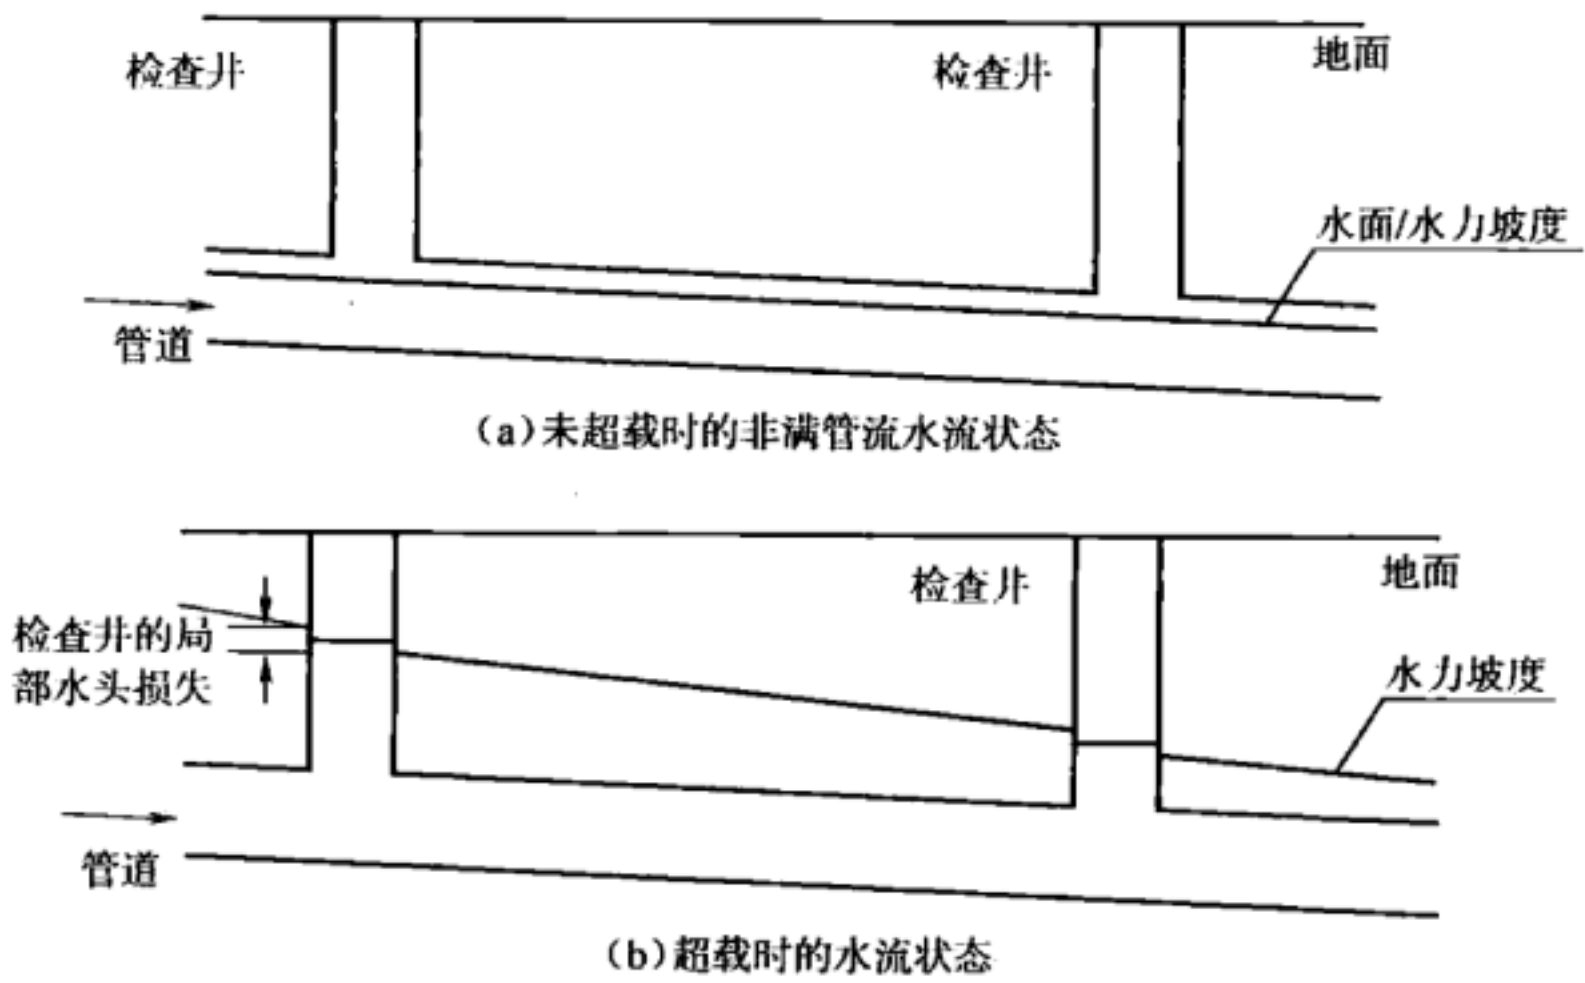 检查井
检查井
地面
水面/水力坡度
管道
(a)未超载时的非满管流水流状态
检查井
地面
检查井的局
部水头损失
水力坡度
管道
(b)超载时的水流状态